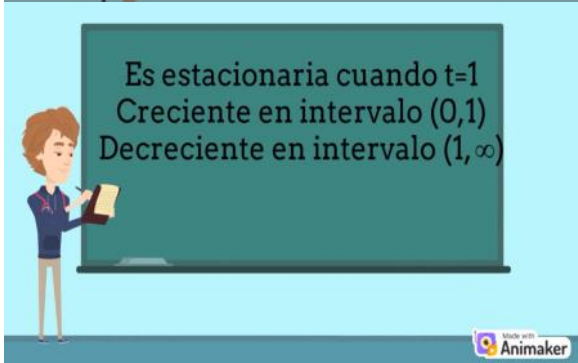 Es estacionaria cuando t=1
Creciente en intervalo (0,1)
Decreciente en intervalo (1,∞)
Made with
Animaker